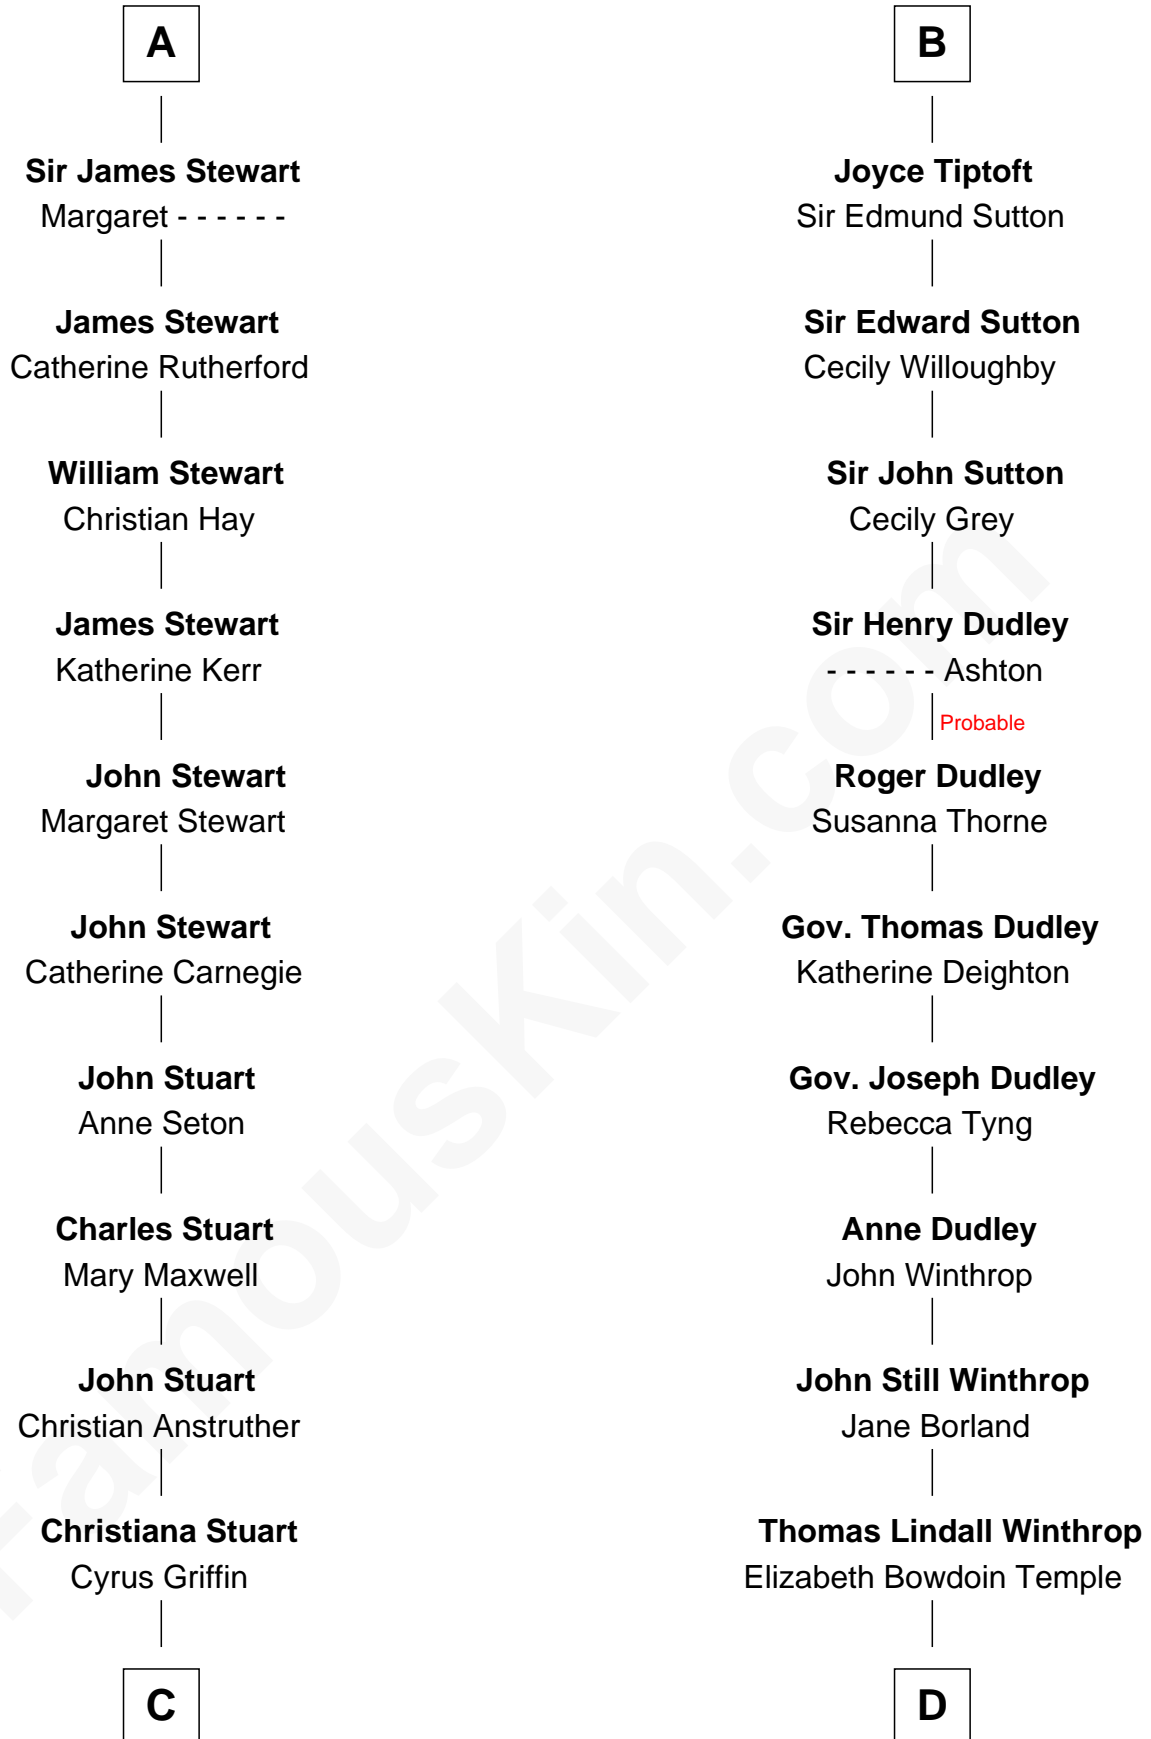 A
Sir James Stewart
Margaret - - - - - -
James Stewart
Catherine Rutherford
William Stewart
Christian Hay
James Stewart
Katherine Kerr
John Stewart
Margaret Stewart
John Stewart
Catherine Carnegie
John Stuart
Anne Seton
Charles Stuart
Mary Maxwell
John Stuart
Christian Anstruther
Christiana Stuart
Cyrus Griffin
C
B
Joyce Tiptoft
Sir Edmund Sutton
Sir Edward Sutton
Cecily Willoughby
Sir John Sutton
Cecily Grey
Sir Henry Dudley
- - - - - - Ashton
Probable
Roger Dudley
Susanna Thorne
Gov. Thomas Dudley
Katherine Deighton
Gov. Joseph Dudley
Rebecca Tyng
Anne Dudley
John Winthrop
John Still Winthrop
Jane Borland
Thomas Lindall Winthrop
Elizabeth Bowdoin Temple
D
FamousKin.com